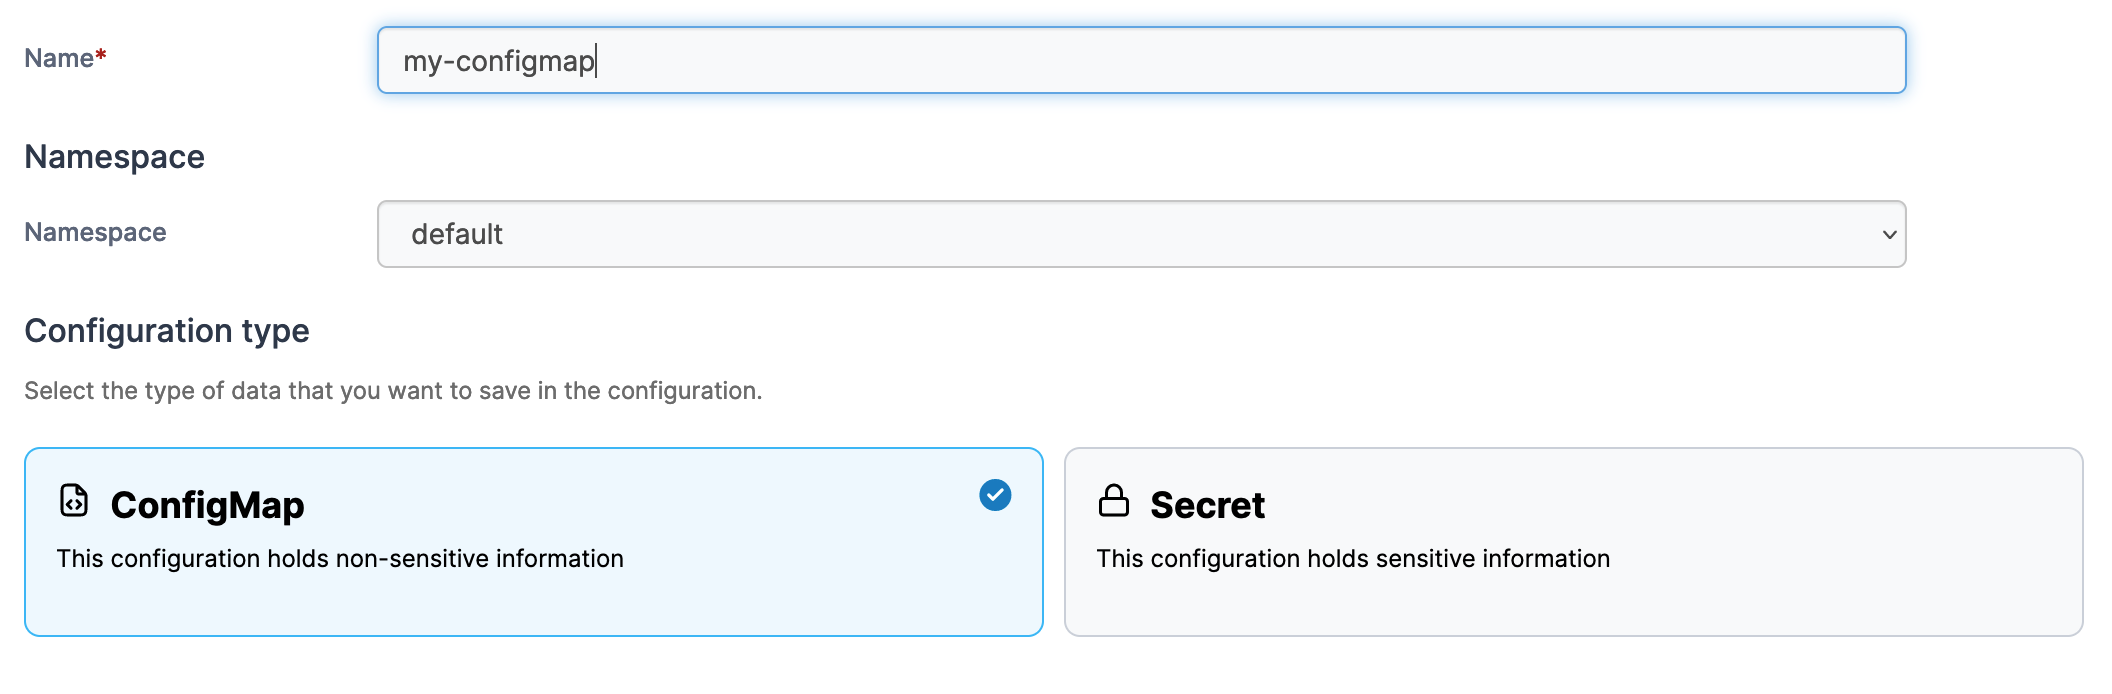 Name*
my-configmap
Namespace
Namespace
default
Configuration type
Select the type of data that you want to save in the configuration.
ConfigMap
This configuration holds non-sensitive information
Secret
This configuration holds sensitive information